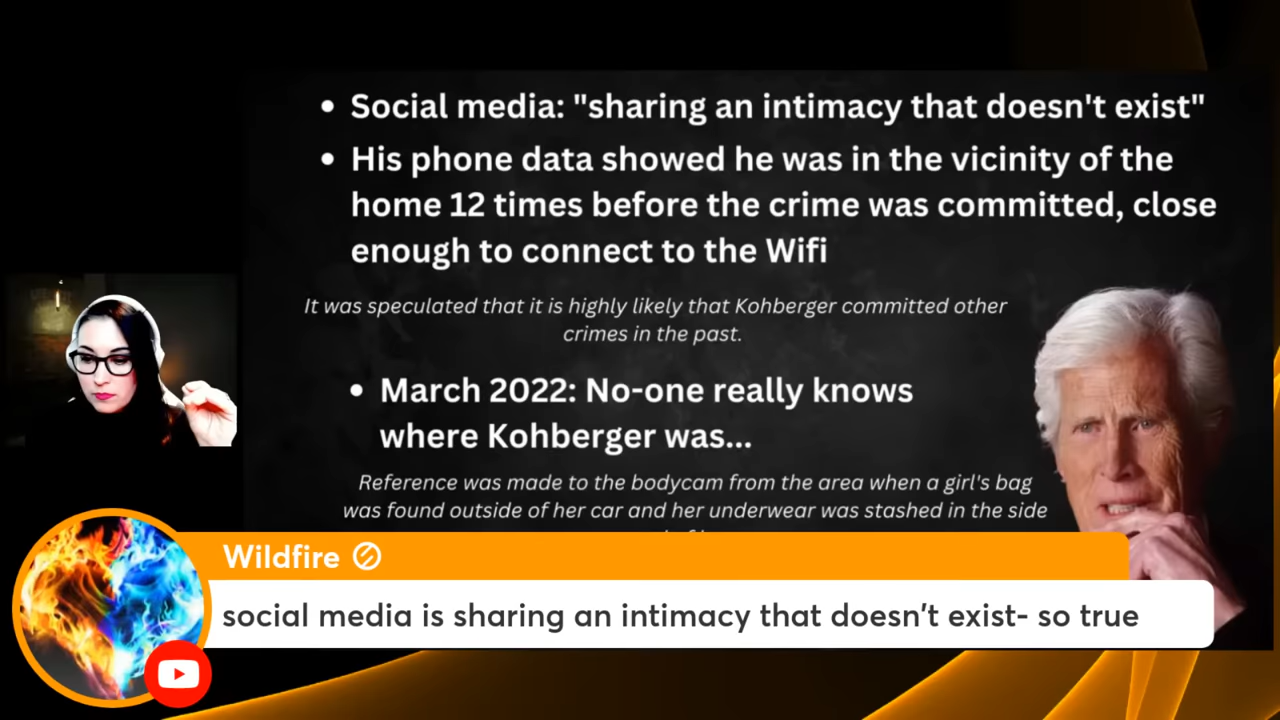 • Social media: "sharing an intimacy that doesn't exist"
• His phone data showed he was in the vicinity of the
home 12 times before the crime was committed, close
enough to connect to the Wifi
It was speculated that it is highly likely that Kohberger committed other
crimes in the past.
• March 2022: No-one really knows
where Kohberger was...
Reference was made to the bodycam from the area when a girl's bag
was found outside of her car and her underwear was stashed in the side
Wildfire
social media is sharing an intimacy that doesn't exist- so true